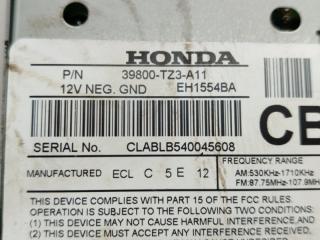 HONDA
P/N 39800-TZ3-A11
12V NEG. GND EH1554BA
CB
SERIAL No. CLABLB540045608
MANUFACTURED ECL C 5 E 12
FREQUENCY RANGE
AM:530KHz-1710KHz
FM:87.75MHz-107.9MH
THIS DEVICE COMPLIES WITH PART 15 OF THE FCC RULES.
OPERATION IS SUBJECT TO THE FOLLOWING TWO CONDITIONS:
(1) THIS DEVICE MAY NOT CAUSE HARMFUL INTERFERENCE AND
(2) THIS DEVICE MUST ACCEPT ANY INTERFERENCE